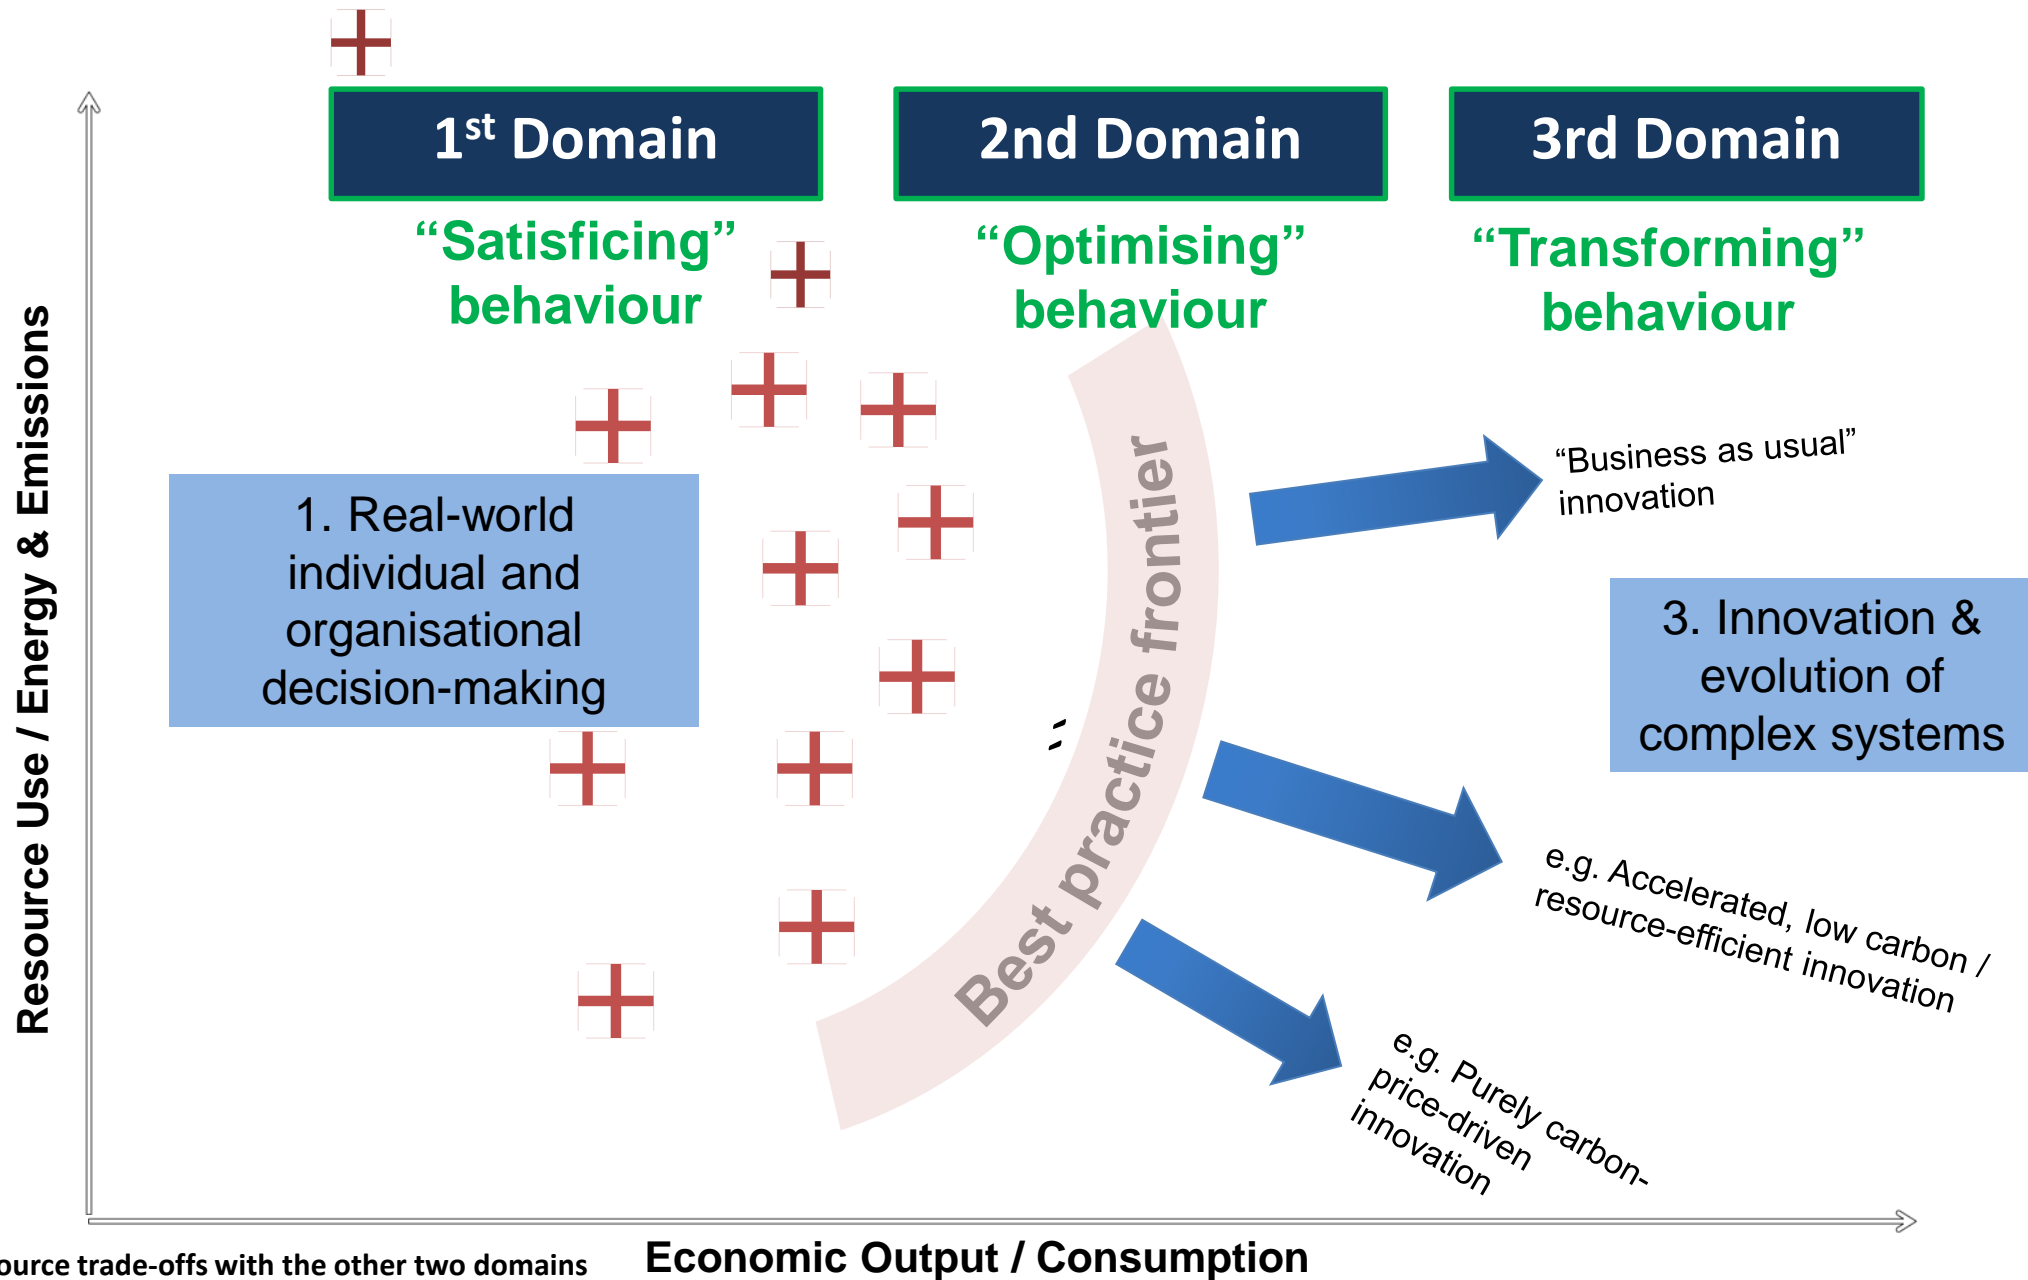 1st Domain
2nd Domain
3rd Domain
“Satisficing”
behaviour
“Optimising”
behaviour
“Transforming”
behaviour
Resource Use / Energy & Emissions
1. Real-world
individual and
organisational
decision-making
Best practice frontier
“Business as usual”
innovation
3. Innovation &
evolution of
complex systems
e.g. Accelerated, low carbon /
resource-efficient innovation
e.g. Purely carbon-
price-driven
innovation
Economic Output / Consumption
trade-offs with the other two domains